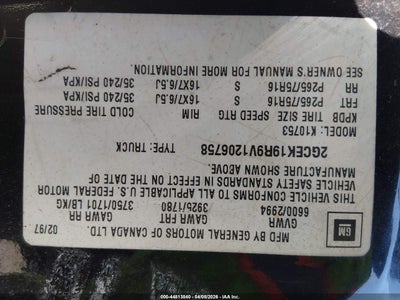 MFD BY GENERAL MOTORS OF CANADA LTD.
02/97
GVWR GAWR FRT GAWR RR
6600/2994 3925/1780 3750/1701 LB/KG
THIS VEHICLE CONFORMS TO ALL APPLICABLE U.S. FEDERAL MOTOR
VEHICLE SAFETY STANDARDS IN EFFECT ON THE DATE OF
MANUFACTURE SHOWN ABOVE.
2GCEK19R9V1206758 TYPE: TRUCK
MODEL: K10753
KPDB TIRE SIZE SPEED RTG RIM COLD TIRE PRESSURE
FRT P265/75R16 S 16X7/6.5J 35/240 PSI/KPA
RR P265/75R16 S 16X7/6.5J 35/240 PSI/KPA
SEE OWNER'S MANUAL FOR MORE INFORMATION.
GM
000-44813840 - 04/08/2026 - IAA Inc.